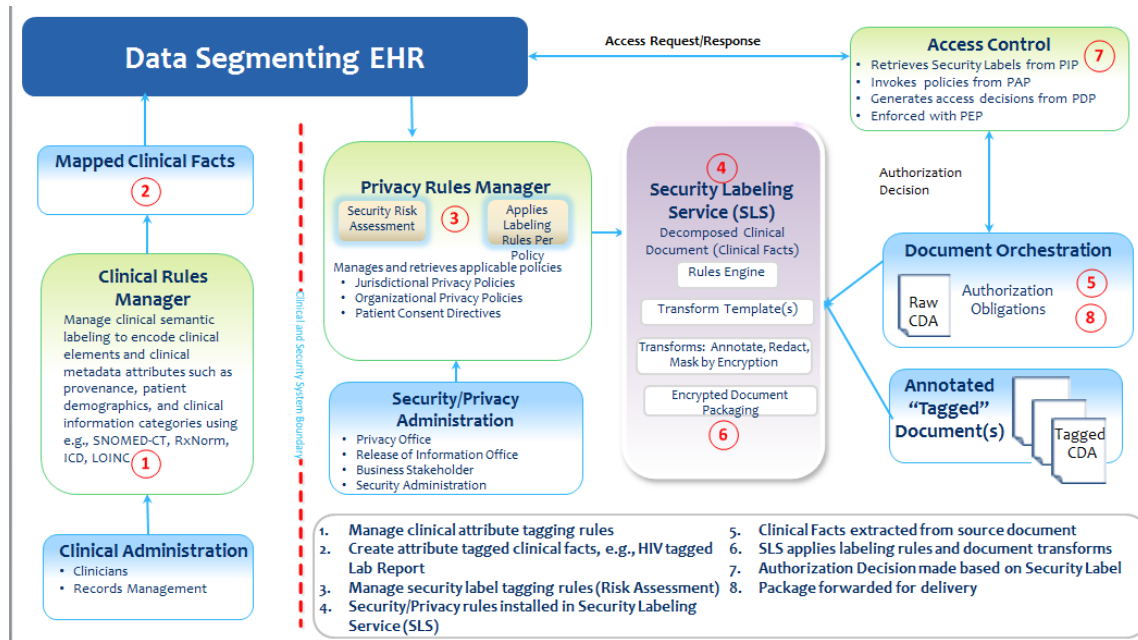 Data Segmenting EHR
Access Request/Response
Access Control
7
• Retrieves Security Labels from PIP
• Invokes policies from PAP
• Generates access decisions from PDP
• Enforced with PEP
Authorization
Decision
Mapped Clinical Facts
2
Clinical Rules
Manager
Manage clinical semantic
labeling to encode clinical
elements and clinical
metadata attributes such as
provenance, patient
demographics, and clinical
information categories using
e.g., SNOMED-CT, RxNorm,
ICD, LOINC
1
Clinical Administration
• Clinicians
• Records Management
Clinical and Security System Boundary
Privacy Rules Manager
Security Risk
Assessment
3
Applies
Labeling
Rules Per
Policy
Manages and retrieves applicable policies
• Jurisdictional Privacy Policies
• Organizational Privacy Policies
• Patient Consent Directives
Security/Privacy
Administration
• Privacy Office
• Release of Information Office
• Business Stakeholder
• Security Administration
4
Security Labeling
Service (SLS)
Decomposed Clinical
Document (Clinical Facts)
Rules Engine
Transform Template(s)
Transforms: Annotate, Redact,
Mask by Encryption
Encrypted Document
Packaging
6
Document Orchestration
Raw
CDA
Authorization
Obligations
5
8
Annotated
“Tagged”
Document(s)
Tagged
CDA
1. Manage clinical attribute tagging rules
2. Create attribute tagged clinical facts, e.g., HIV tagged
Lab Report
3. Manage security label tagging rules (Risk Assessment)
4. Security/Privacy rules installed in Security Labeling
Service (SLS)
5. Clinical Facts extracted from source document
6. SLS applies labeling rules and document transforms
7. Authorization Decision made based on Security Label
8. Package forwarded for delivery